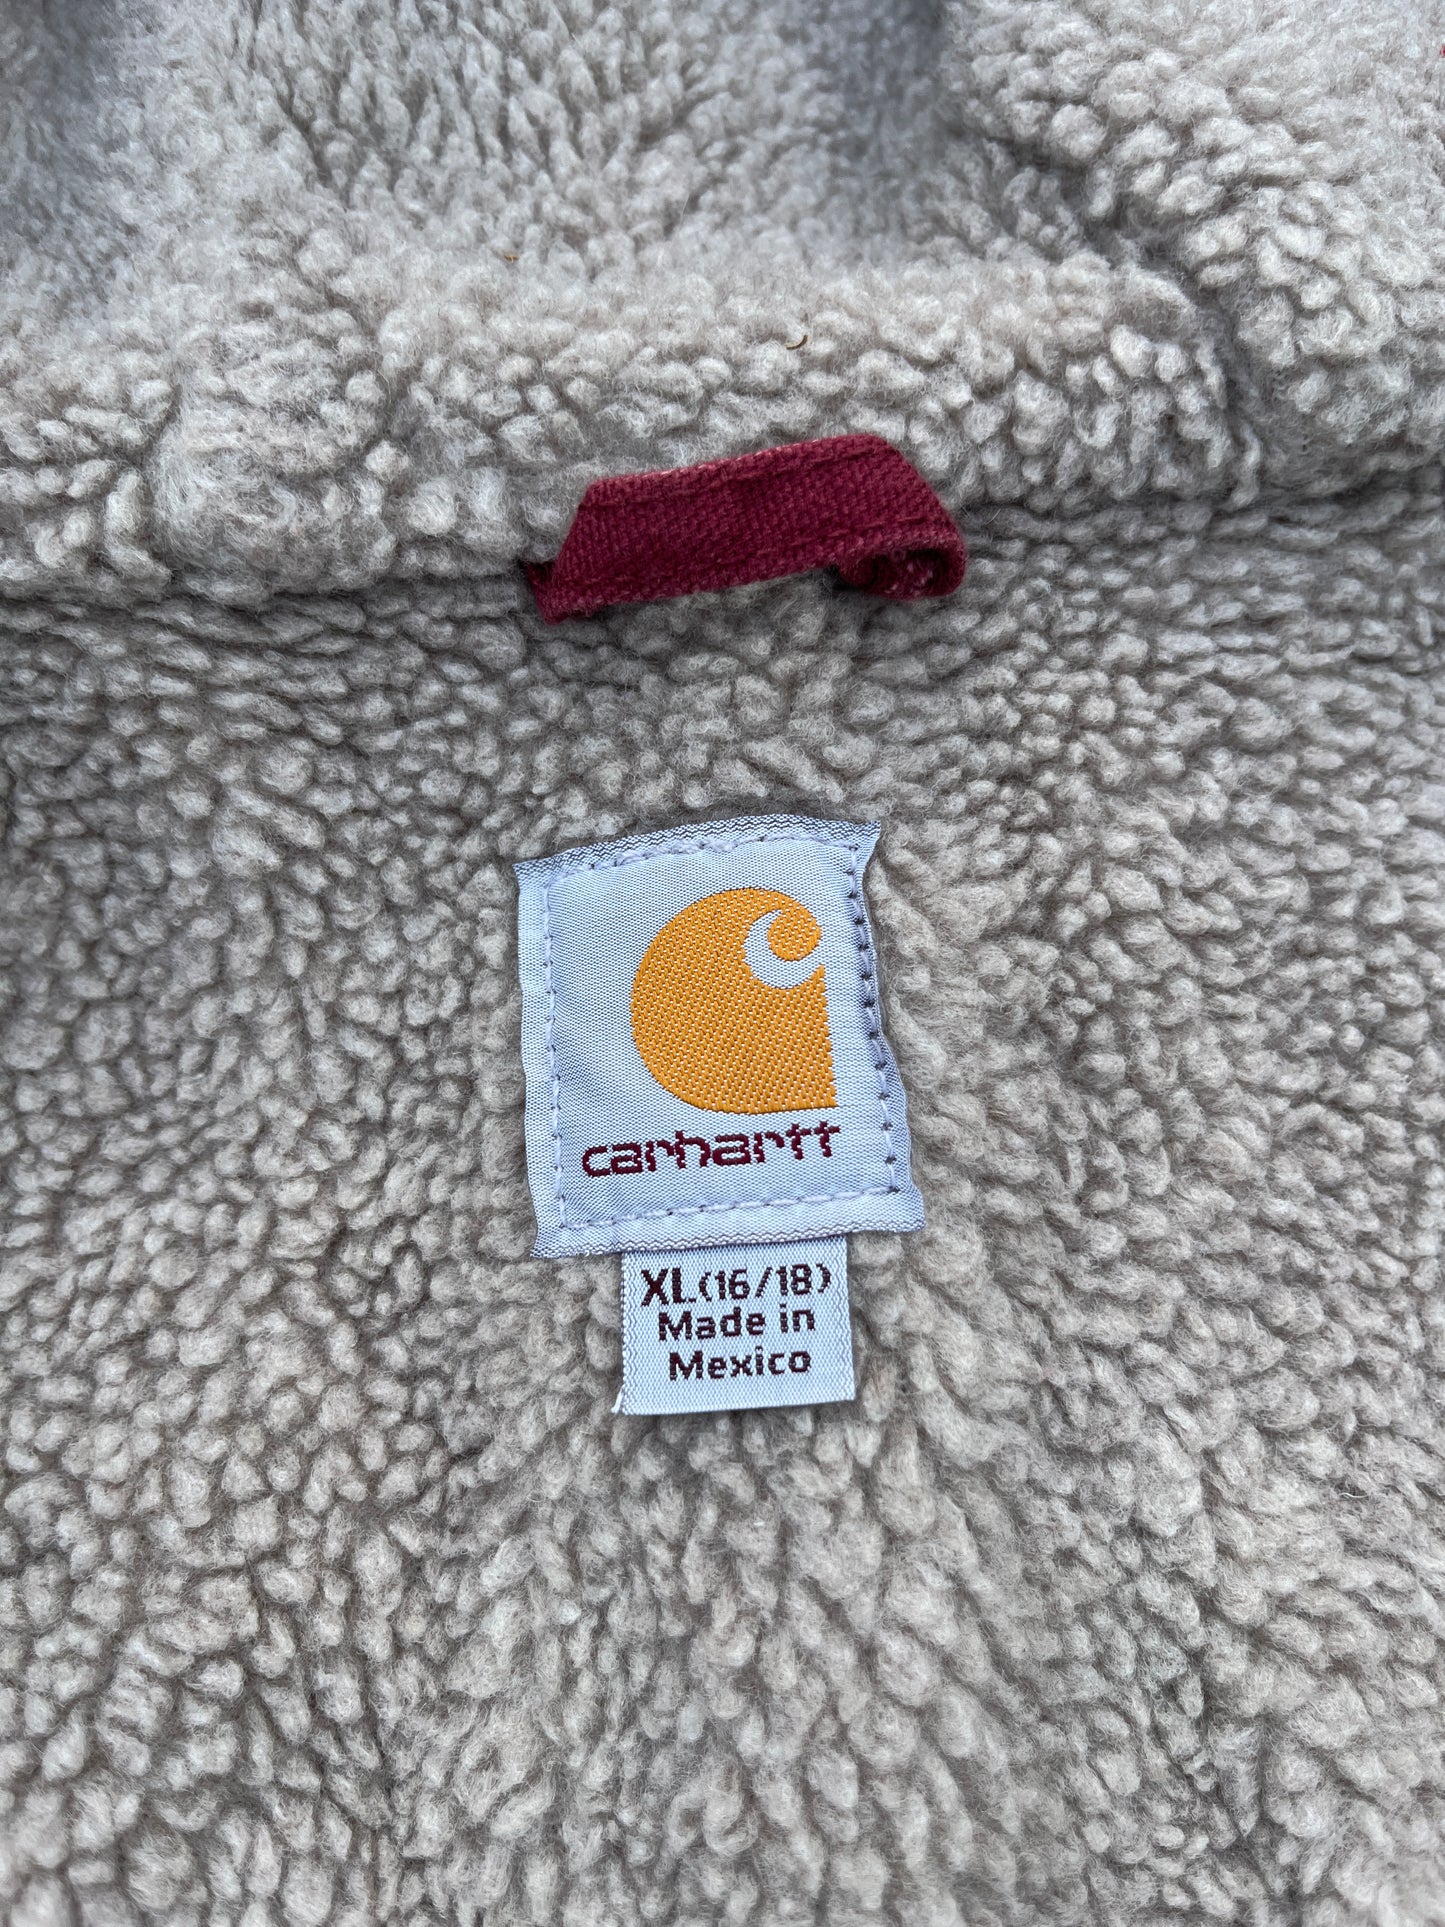 carhartt
XL(16/18)
Made in
Mexico